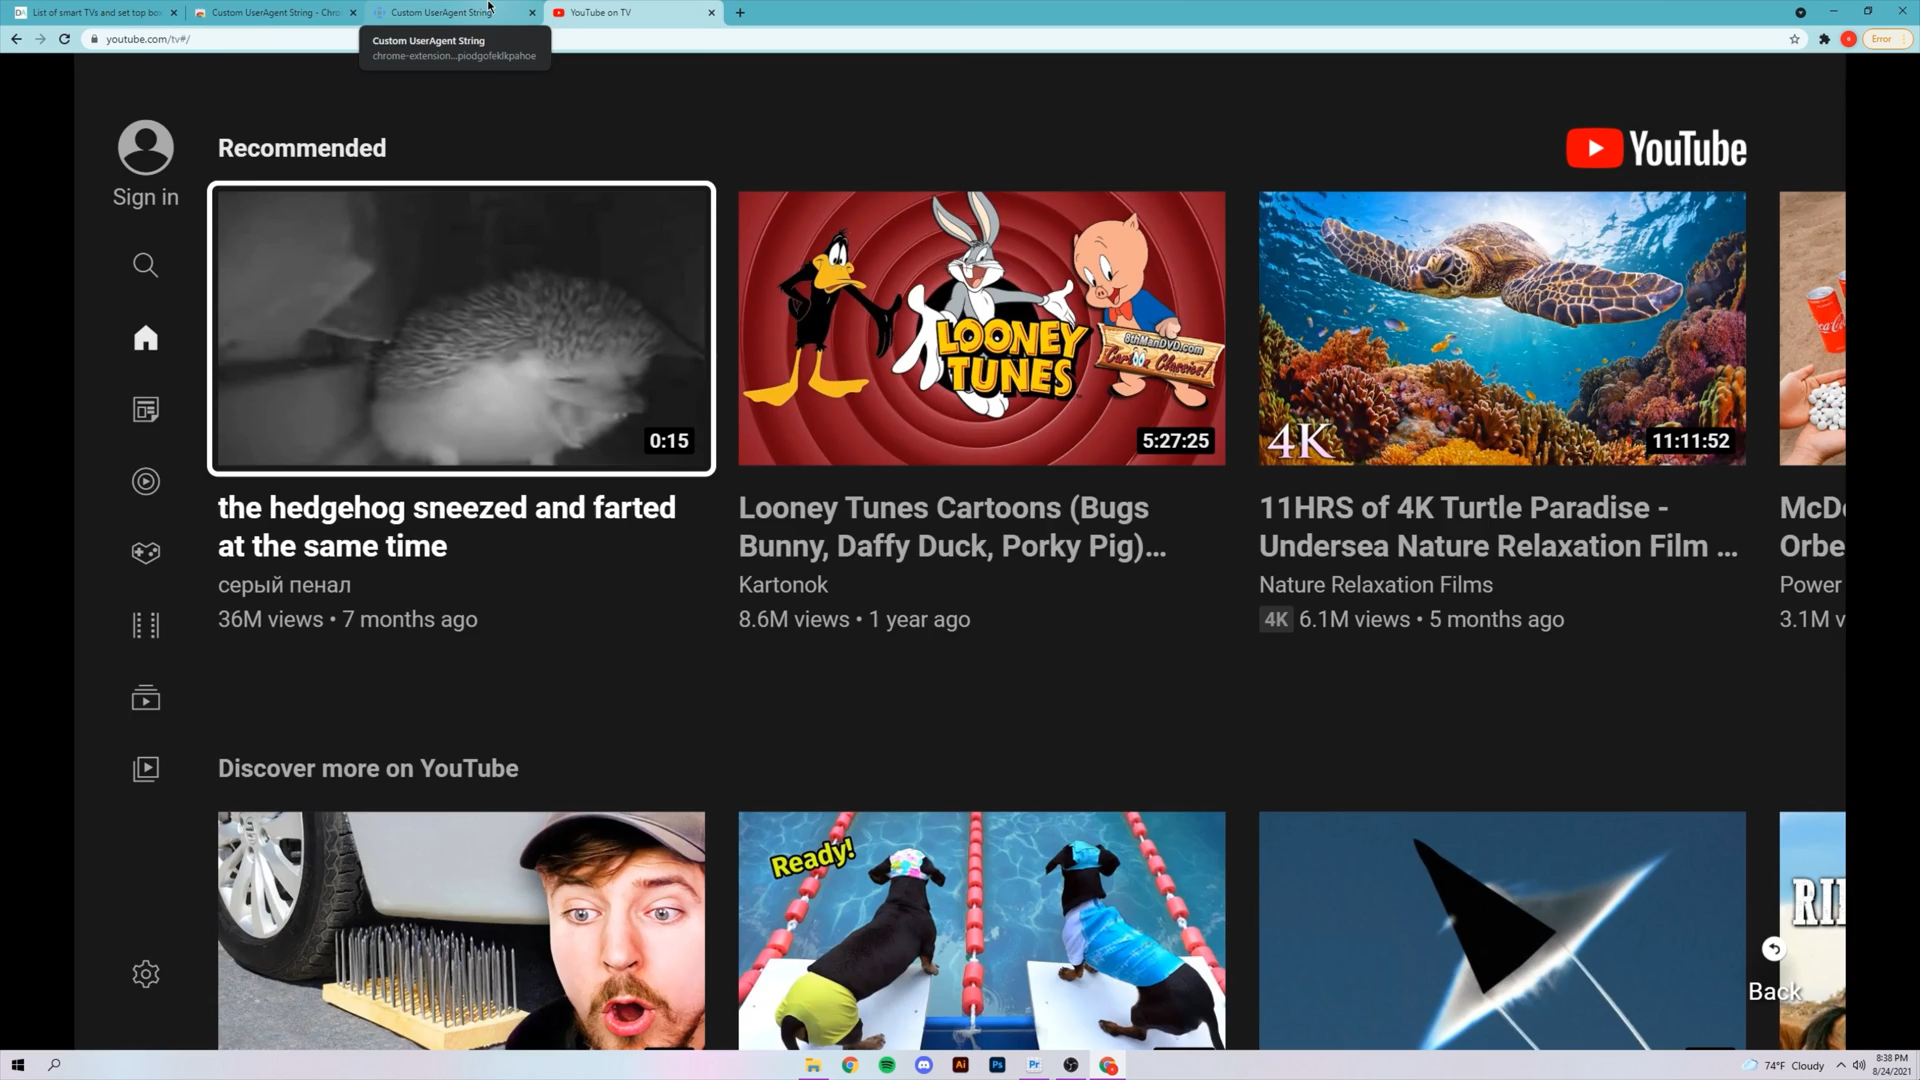 List of smart TVs and set top box
Custom UserAgent String - Chro
Custom UserAgent String
YouTube on TV
youtube.com/tv#/
Error
Custom UserAgent String
chrome-extension...piodgofeklkpahoe
Sign in
Recommended
YouTube
0:15
LOONEY
TUNES
8thManDVD.com
Cartoon Classics!
5:27:25
4K
11:11:52
the hedgehog sneezed and farted
at the same time
серый пенал
36M views • 7 months ago
Looney Tunes Cartoons (Bugs
Bunny, Daffy Duck, Porky Pig)...
Kartonok
8.6M views • 1 year ago
11HRS of 4K Turtle Paradise -
Undersea Nature Relaxation Film ...
Nature Relaxation Films
4K 6.1M views • 5 months ago
McD
Orbe
Power
3.1M v
Discover more on YouTube
Ready!
RI
Back
Ai
Ps
Pr
74°F Cloudy
8:38 PM
8/24/2021